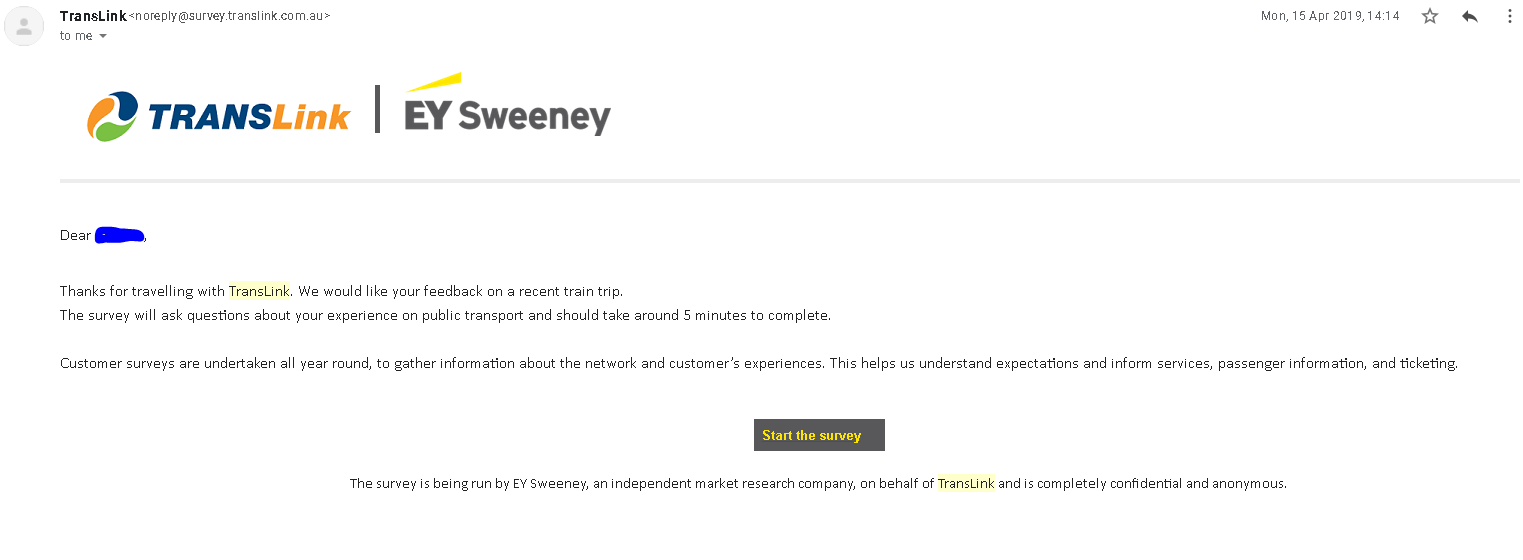 TransLink <noreply@survey.translink.com.au>
Mon, 15 Apr 2019, 14:14
to me
TRANSLink | EY Sweeney
Dear ,
Thanks for travelling with TransLink. We would like your feedback on a recent train trip.
The survey will ask questions about your experience on public transport and should take around 5 minutes to complete.
Customer surveys are undertaken all year round, to gather information about the network and customer’s experiences. This helps us understand expectations and inform services, passenger information, and ticketing.
Start the survey
The survey is being run by EY Sweeney, an independent market research company, on behalf of TransLink and is completely confidential and anonymous.